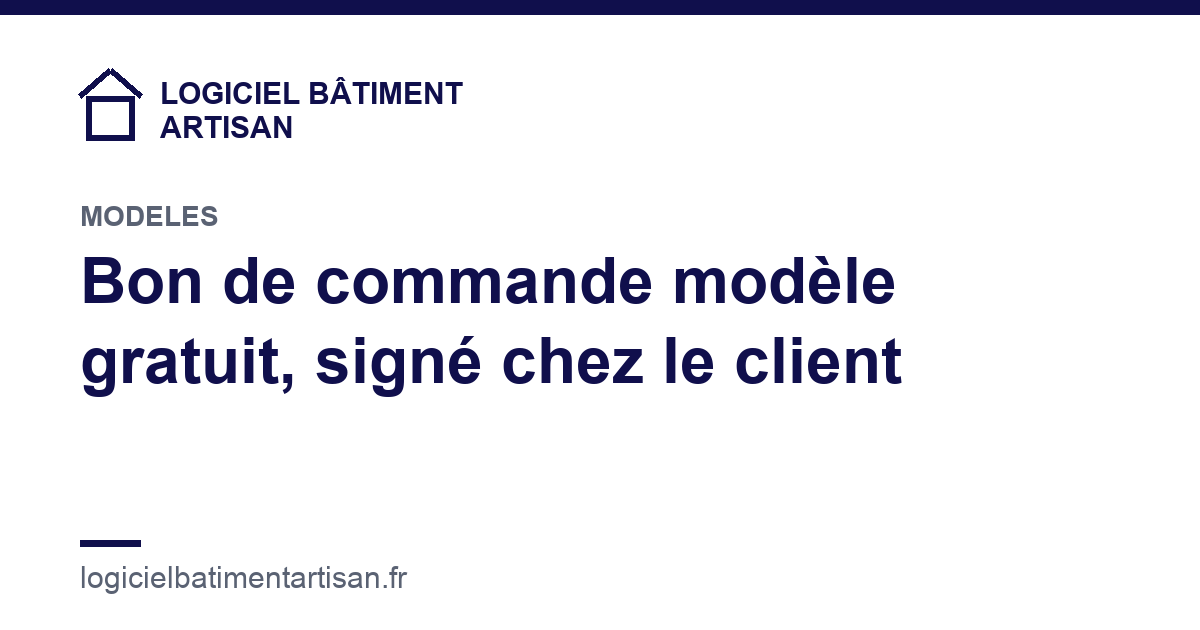 LOGICIEL BÂTIMENT
ARTISAN
MODELES
Bon de commande modèle
gratuit, signé chez le client
logicielbatimentartisan.fr